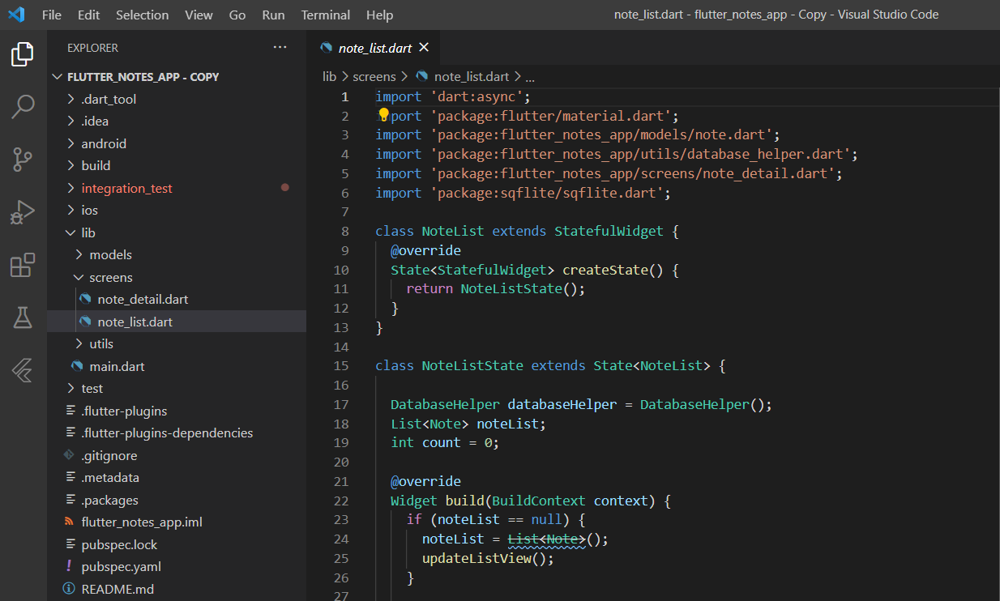 File Edit Selection View Go Run Terminal Help
note_list.dart - flutter_notes_app - Copy - Visual Studio Code
EXPLORER
FLUTTER_NOTES_APP - COPY
.dart_tool
.idea
android
build
integration_test
ios
lib
models
screens
note_detail.dart
note_list.dart
utils
main.dart
test
.flutter-plugins
.flutter-plugins-dependencies
.gitignore
.metadata
.packages
flutter_notes_app.iml
pubspec.lock
pubspec.yaml
README.md
note_list.dart
lib > screens > note_list.dart > ...
1 import 'dart:async';
2 import 'package:flutter/material.dart';
3 import 'package:flutter_notes_app/models/note.dart';
4 import 'package:flutter_notes_app/utils/database_helper.dart';
5 import 'package:flutter_notes_app/screens/note_detail.dart';
6 import 'package:sqflite/sqflite.dart';
7
8 class NoteList extends StatefulWidget {
9 @override
10 State<StatefulWidget> createState() {
11 return NoteListState();
12 }
13 }
14
15 class NoteListState extends State<NoteList> {
16
17 DatabaseHelper databaseHelper = DatabaseHelper();
18 List<Note> noteList;
19 int count = 0;
20
21 @override
22 Widget build(BuildContext context) {
23 if (noteList == null) {
24 noteList = List<Note>();
25 updateListView();
26 }
27